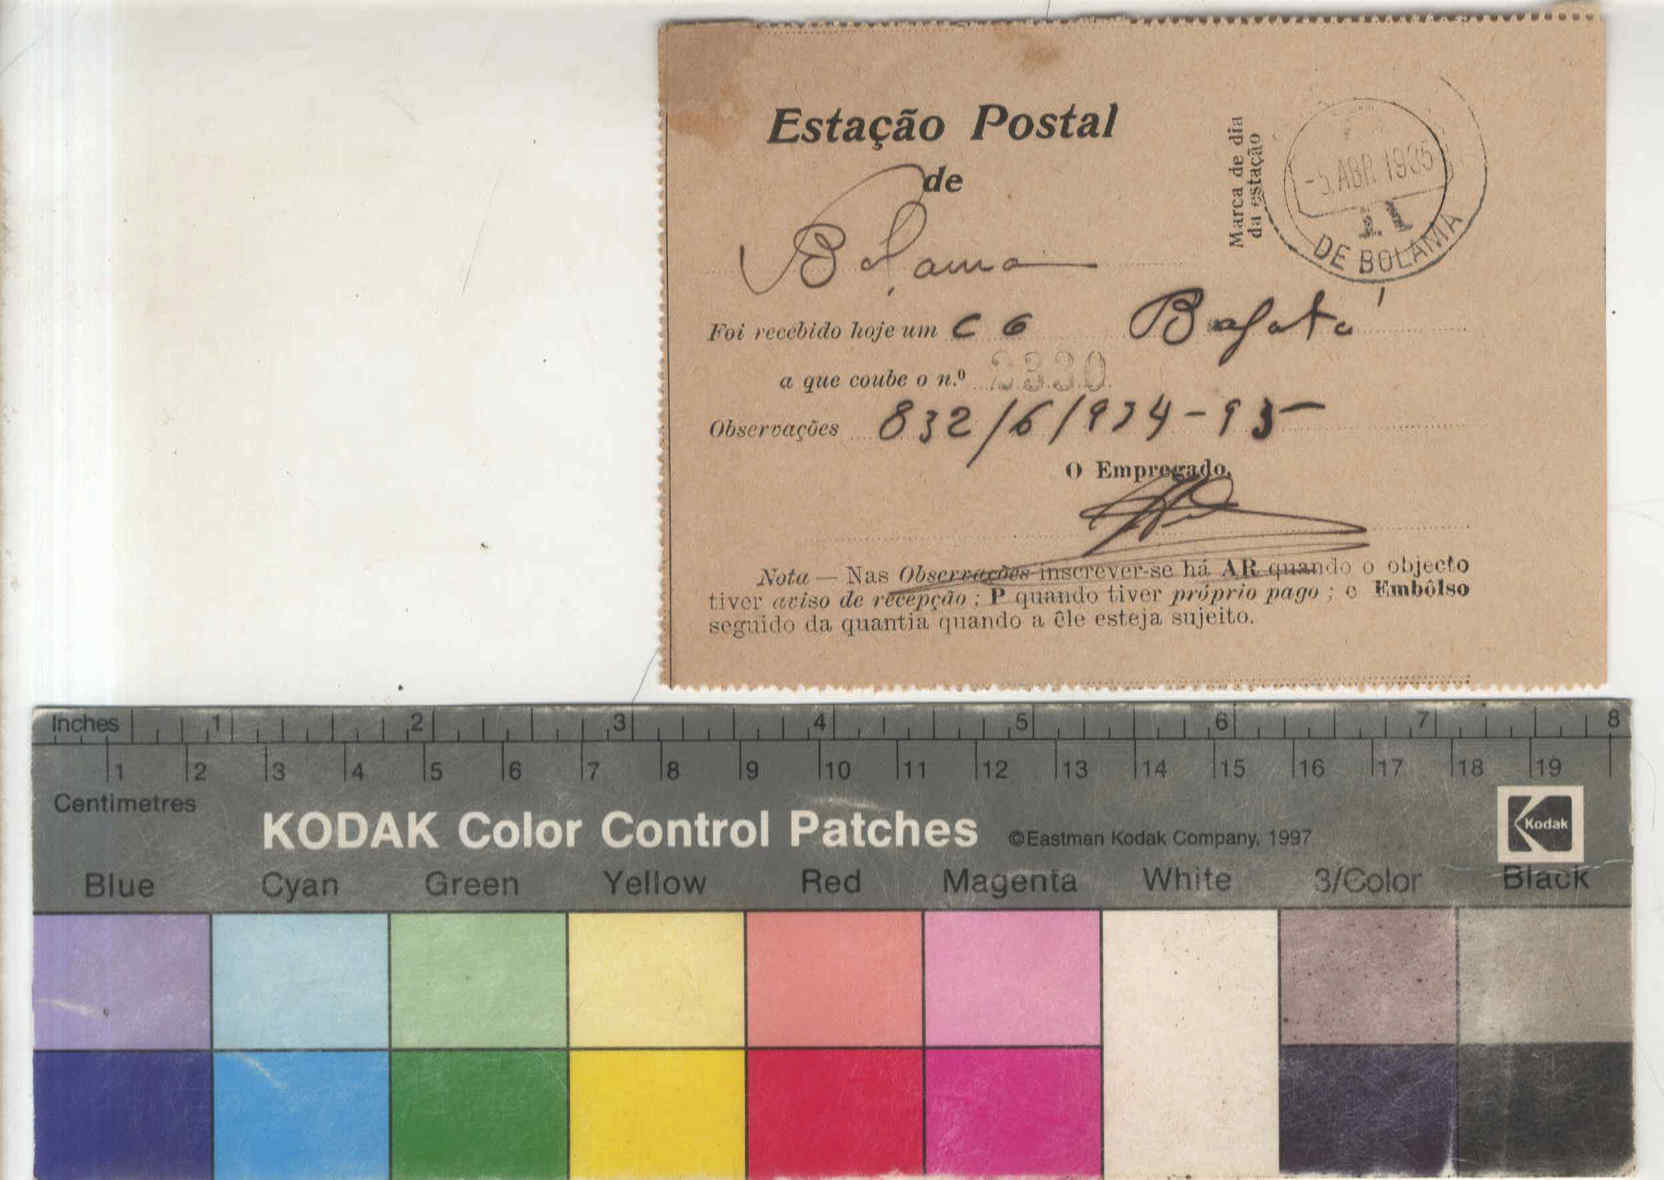 Estação Postal
de
Bolama
Marca de dia
da estação
-5.ABR.1935
11
DE BOLAMA
Foi recebido hoje um C 6 Bafatá
a que coube o n.º 3330
Observações 832/6/934-935
O Empregado,
Nota — Nas Observações inscrever-se há AR quando o objecto
tiver aviso de recepção ; P quando tiver próprio pago ; e Embôlso
seguido da quantia quando a êle esteja sujeito.
Inches 1 2 3 4 5 6 7 8
1 2 3 4 5 6 7 8 9 10 11 12 13 14 15 16 17 18 19
Centimetres
KODAK Color Control Patches ©Eastman Kodak Company, 1997 Kodak
Blue Cyan Green Yellow Red Magenta White 3/Color Black